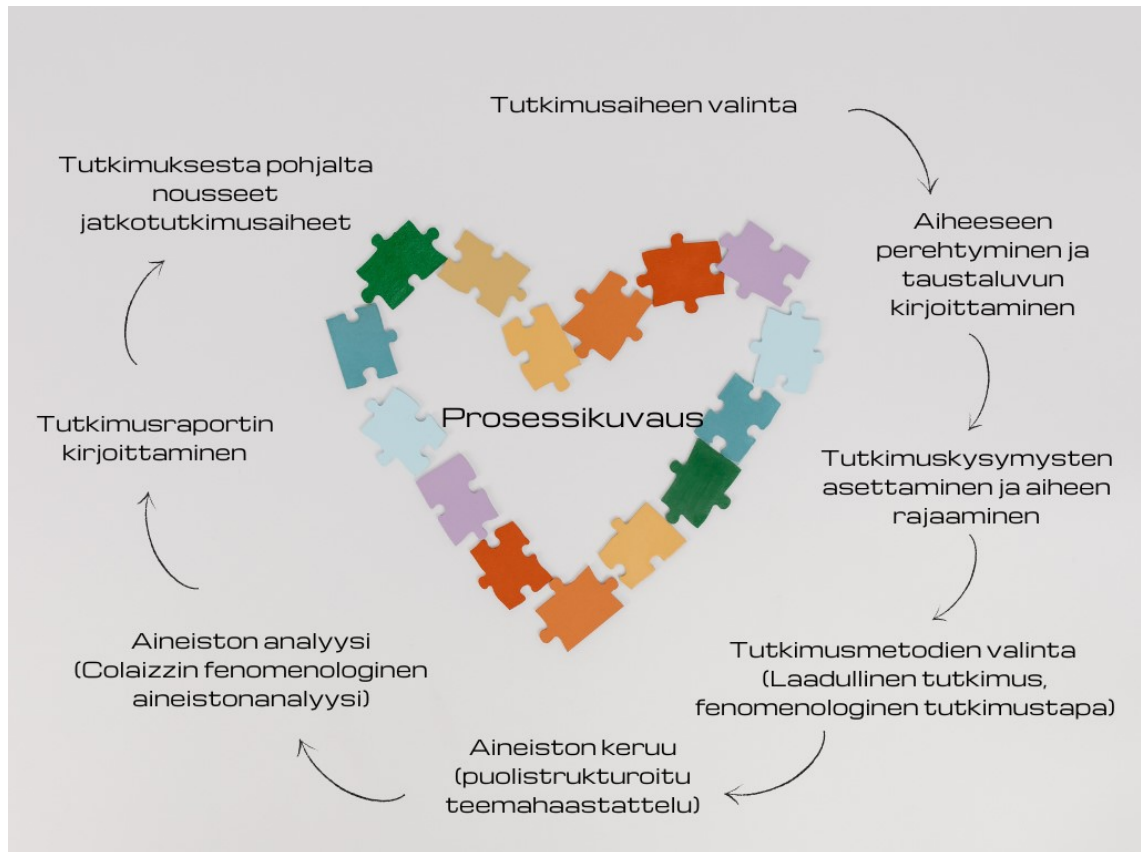 Tutkimusaiheen valinta
Aiheeseen
perehtyminen ja
taustaluvun
kirjoittaminen
Tutkimuskysymysten
asettaminen ja aiheen
rajaaminen
Tutkimusmetodien valinta
(Laadullinen tutkimus,
fenomenologinen tutkimustapa)
Aineiston keruu
(puolistrukturoitu
teemahaastattelu)
Aineiston analyysi
(Colaizzin fenomenologinen
aineistonanalyysi)
Tutkimusraportin
kirjoittaminen
Tutkimuksesta pohjalta
nousseet
jatkotutkimusaiheet
Prosessikuvaus